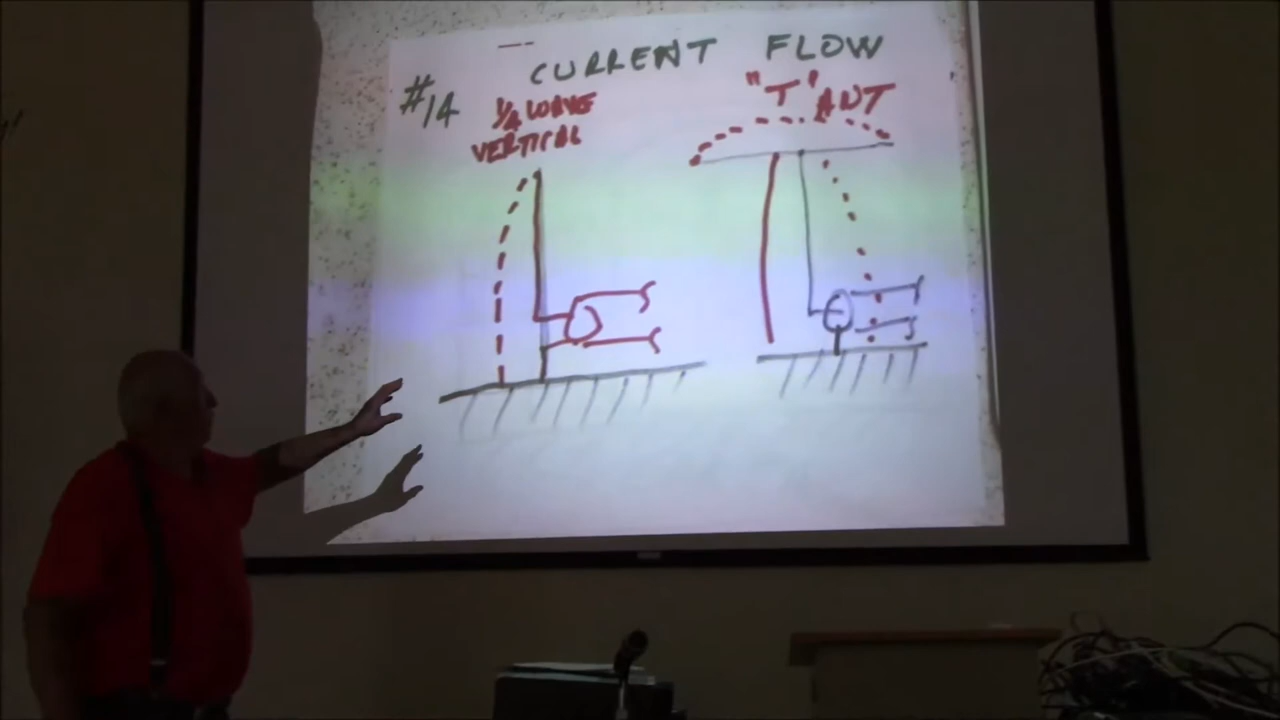 CURRENT FLOW
#14
1/4 WAVE
VERTICAL
"T" ANT